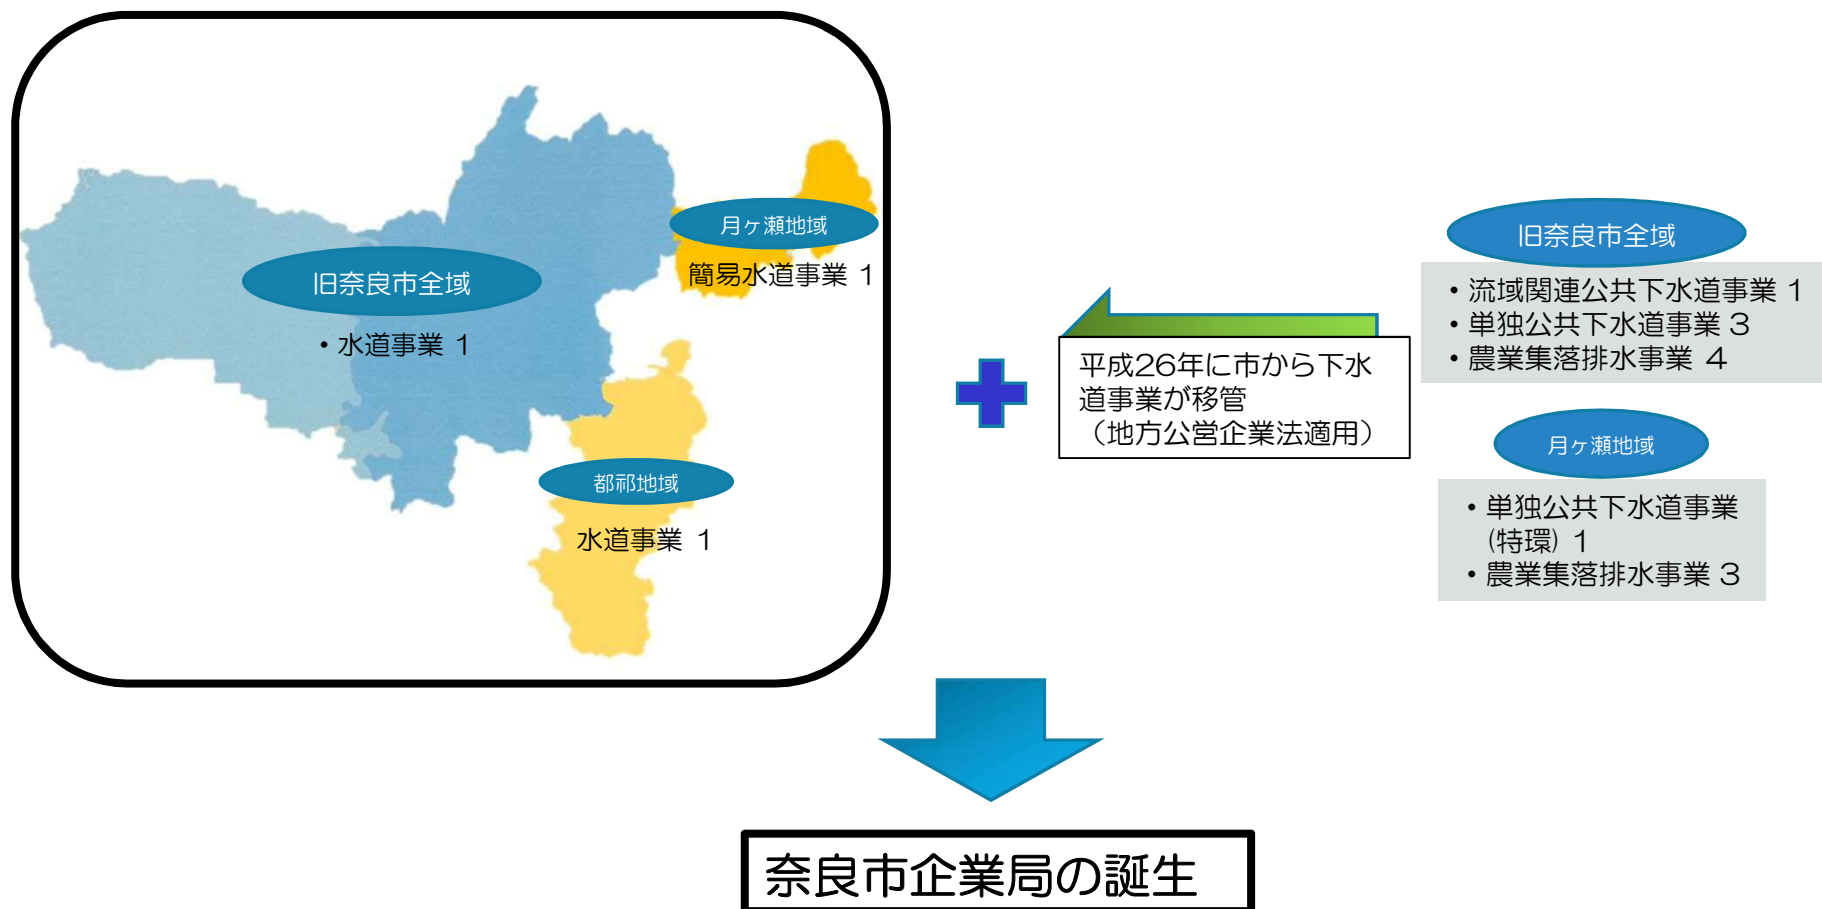 月ヶ瀬地域
簡易水道事業 1
旧奈良市全域
・水道事業 1
都祁地域
水道事業 1
平成26年に市から下水
道事業が移管
（地方公営企業法適用）
旧奈良市全域
・流域関連公共下水道事業 1
・単独公共下水道事業 3
・農業集落排水事業 4
月ヶ瀬地域
・単独公共下水道事業
(特環) 1
・農業集落排水事業 3
奈良市企業局の誕生